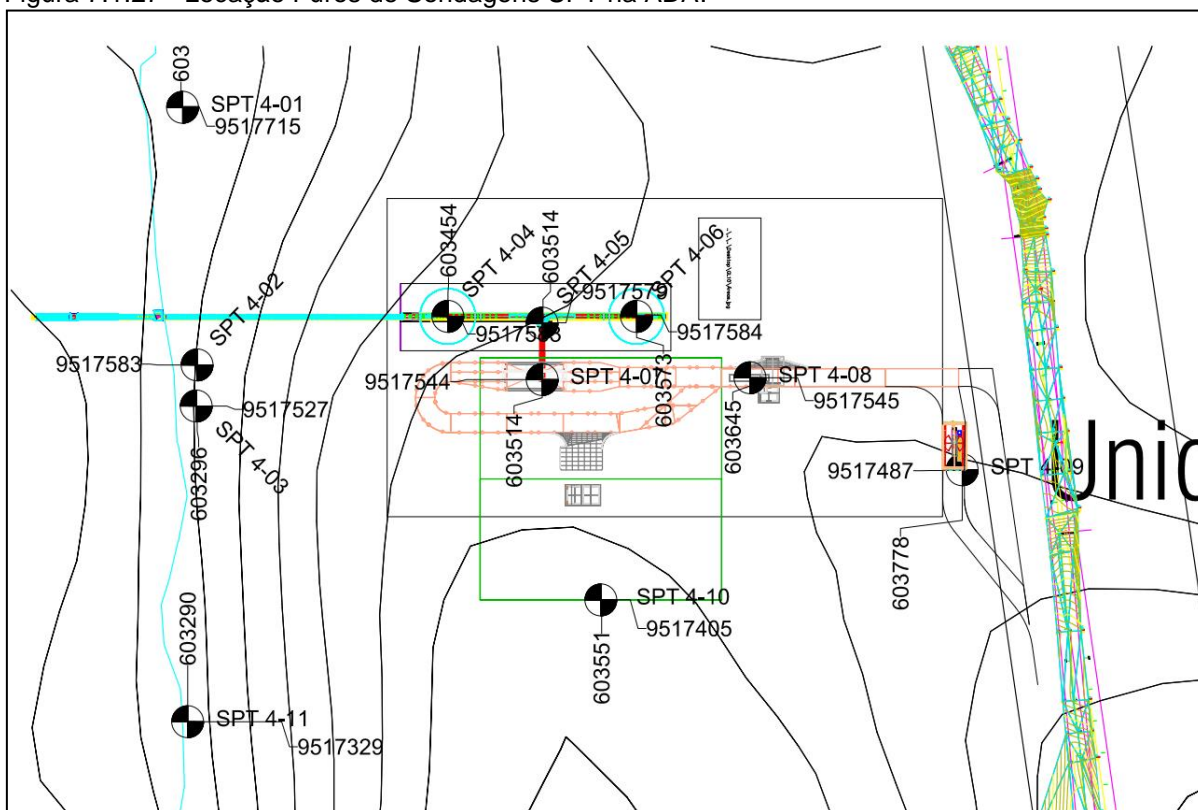 Figura 7.1.27 – Locação Furos de Sondagens SPT na ADA.
603
SPT 4-01
9517715
SPT 4-02
9517583
9517527
SPT 4-03
603296
603454
SPT 4-04
603514
SPT 4-05
9517579
SPT 4-06
9517584
603573
9517544
SPT 4-07
603514
SPT 4-08
9517545
603645
9517487
SPT 4-09
603778
Unic
SPT 4-10
9517405
603551
603290
SPT 4-11
9517329